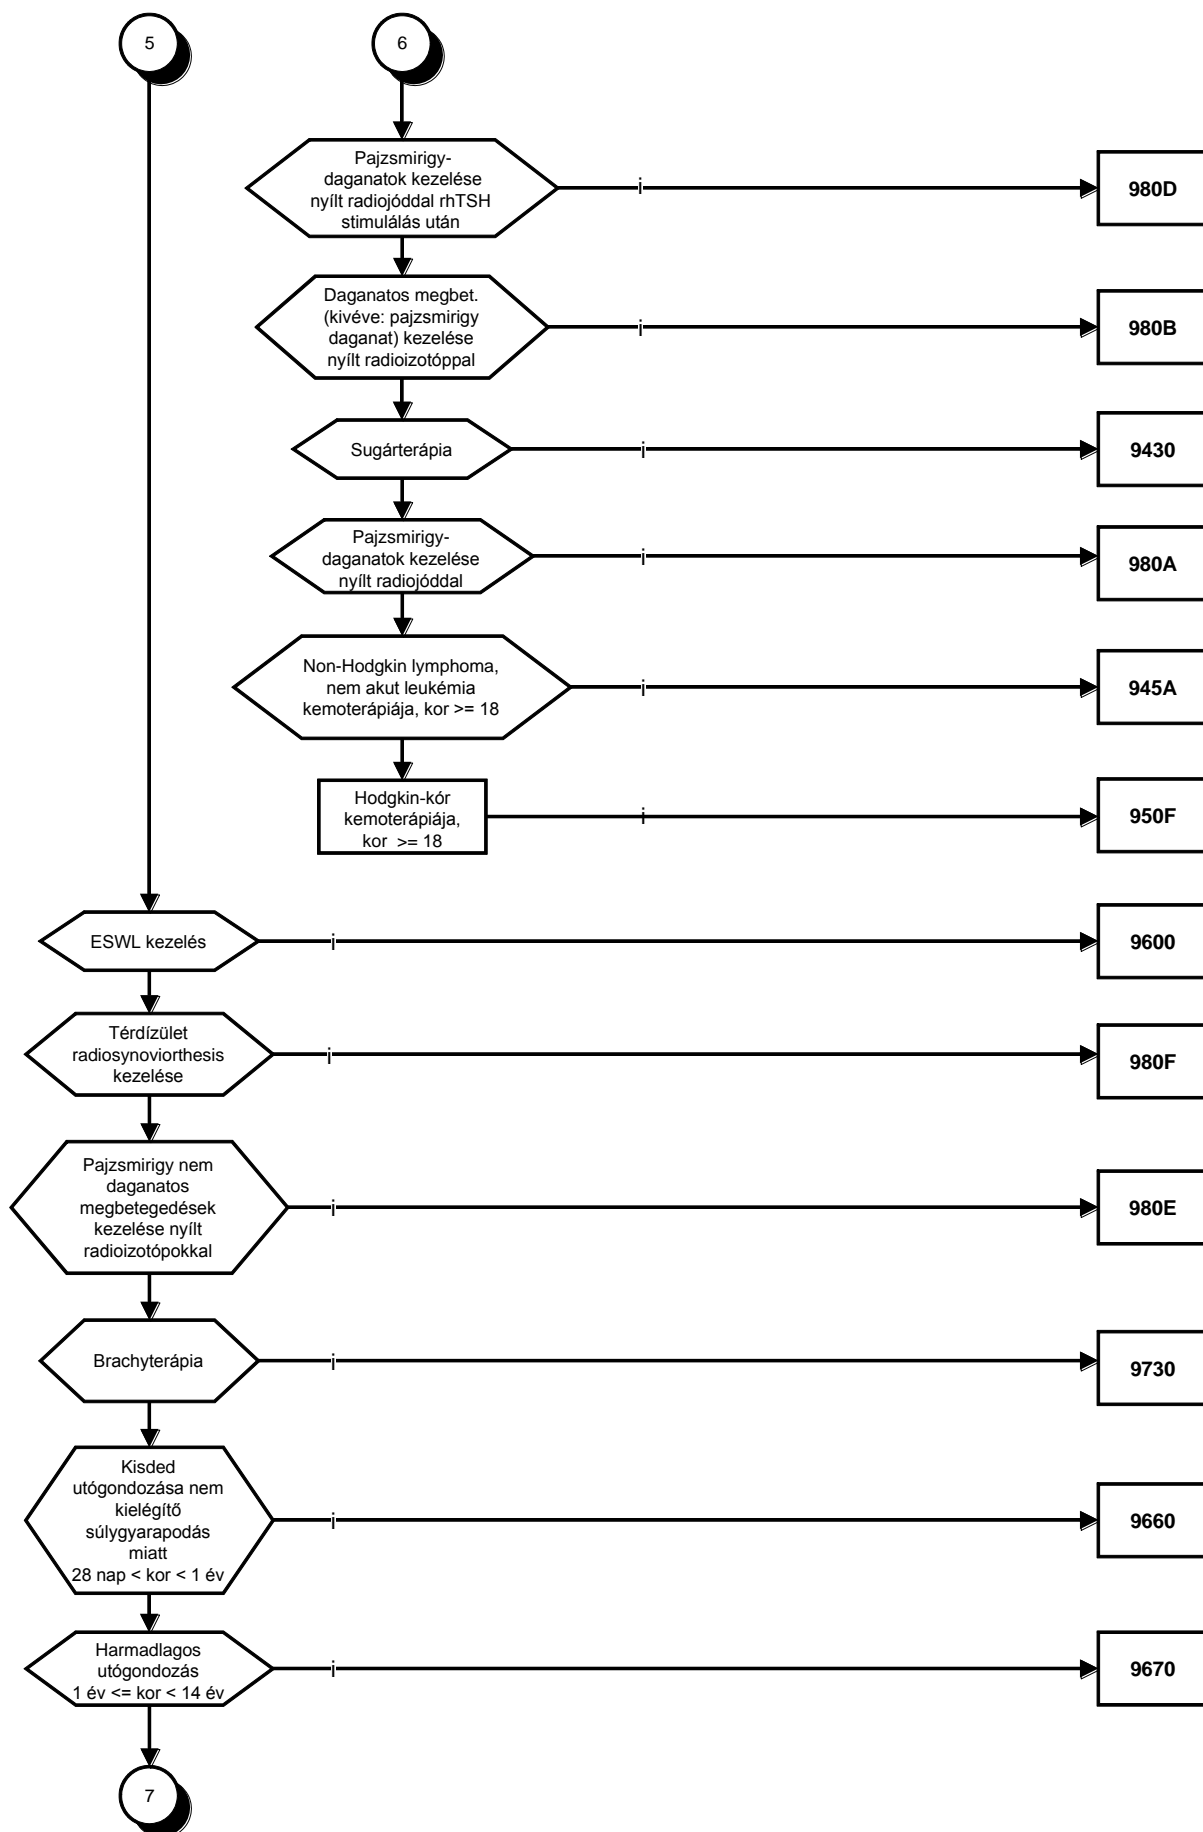 5
6
Pajzsmirigy-
daganatok kezelése
nyílt radiojóddal rhTSH
stimulálás után
i
980D
Daganatos megbet.
(kivéve: pajzsmirigy
daganat) kezelése
nyílt radioizotóppal
i
980B
Sugárterápia
i
9430
Pajzsmirigy-
daganatok kezelése
nyílt radiojóddal
i
980A
Non-Hodgkin lymphoma,
nem akut leukémia
kemoterápiája, kor >= 18
i
945A
Hodgkin-kór
kemoterápiája,
kor >= 18
i
950F
ESWL kezelés
i
9600
Térdízület
radiosynoviorthesis
kezelése
i
980F
Pajzsmirigy nem
daganatos
megbetegedések
kezelése nyílt
radioizotópokkal
i
980E
Brachyterápia
i
9730
Kisded
utógondozása nem
kielégítő
súlygyarapodás
miatt
28 nap < kor < 1 év
i
9660
Harmadlagos
utógondozás
1 év <= kor < 14 év
i
9670
7